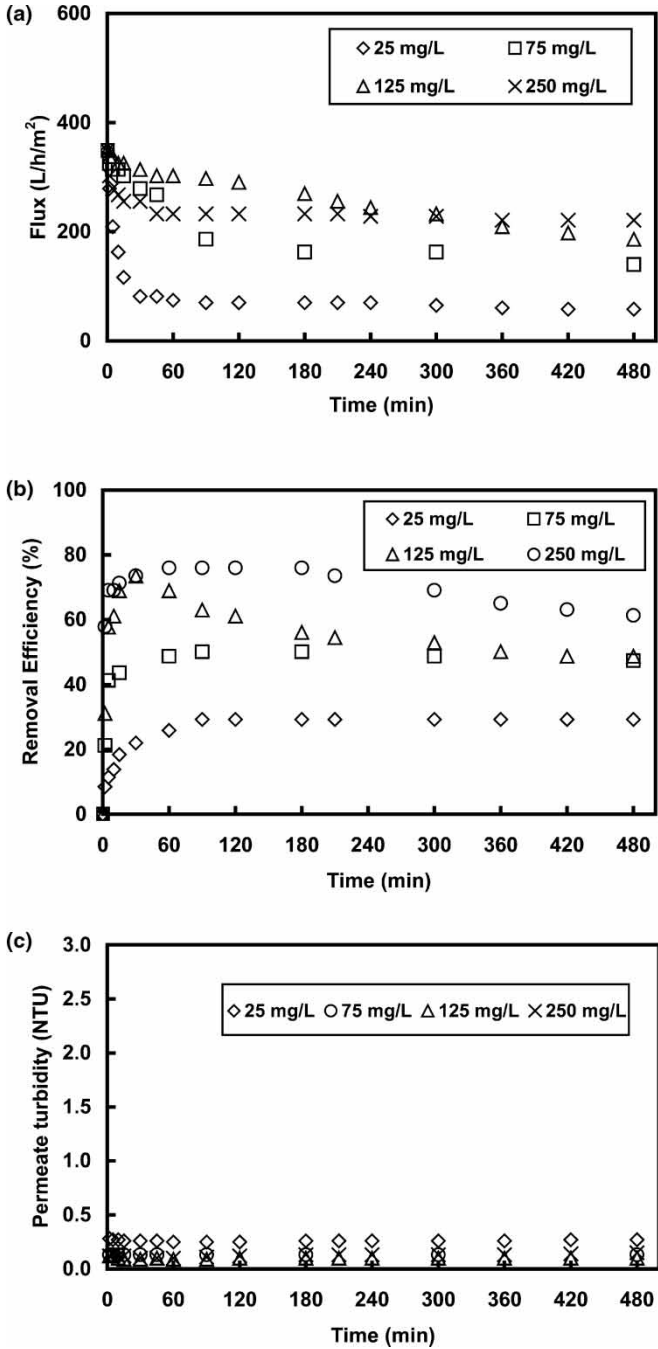 (a)
600
400
200
0
Flux (L/h/m²)
◇ 25 mg/L □ 75 mg/L
△ 125 mg/L × 250 mg/L
0 60 120 180 240 300 360 420 480
Time (min)
(b)
100
80
60
40
20
0
Removal Efficiency (%)
◇ 25 mg/L □ 75 mg/L
△ 125 mg/L ○ 250 mg/L
0 60 120 180 240 300 360 420 480
Time (min)
(c)
3.0
2.5
2.0
1.5
1.0
0.5
0.0
Permeate turbidity (NTU)
◇ 25 mg/L ○ 75 mg/L △ 125 mg/L × 250 mg/L
0 60 120 180 240 300 360 420 480
Time (min)